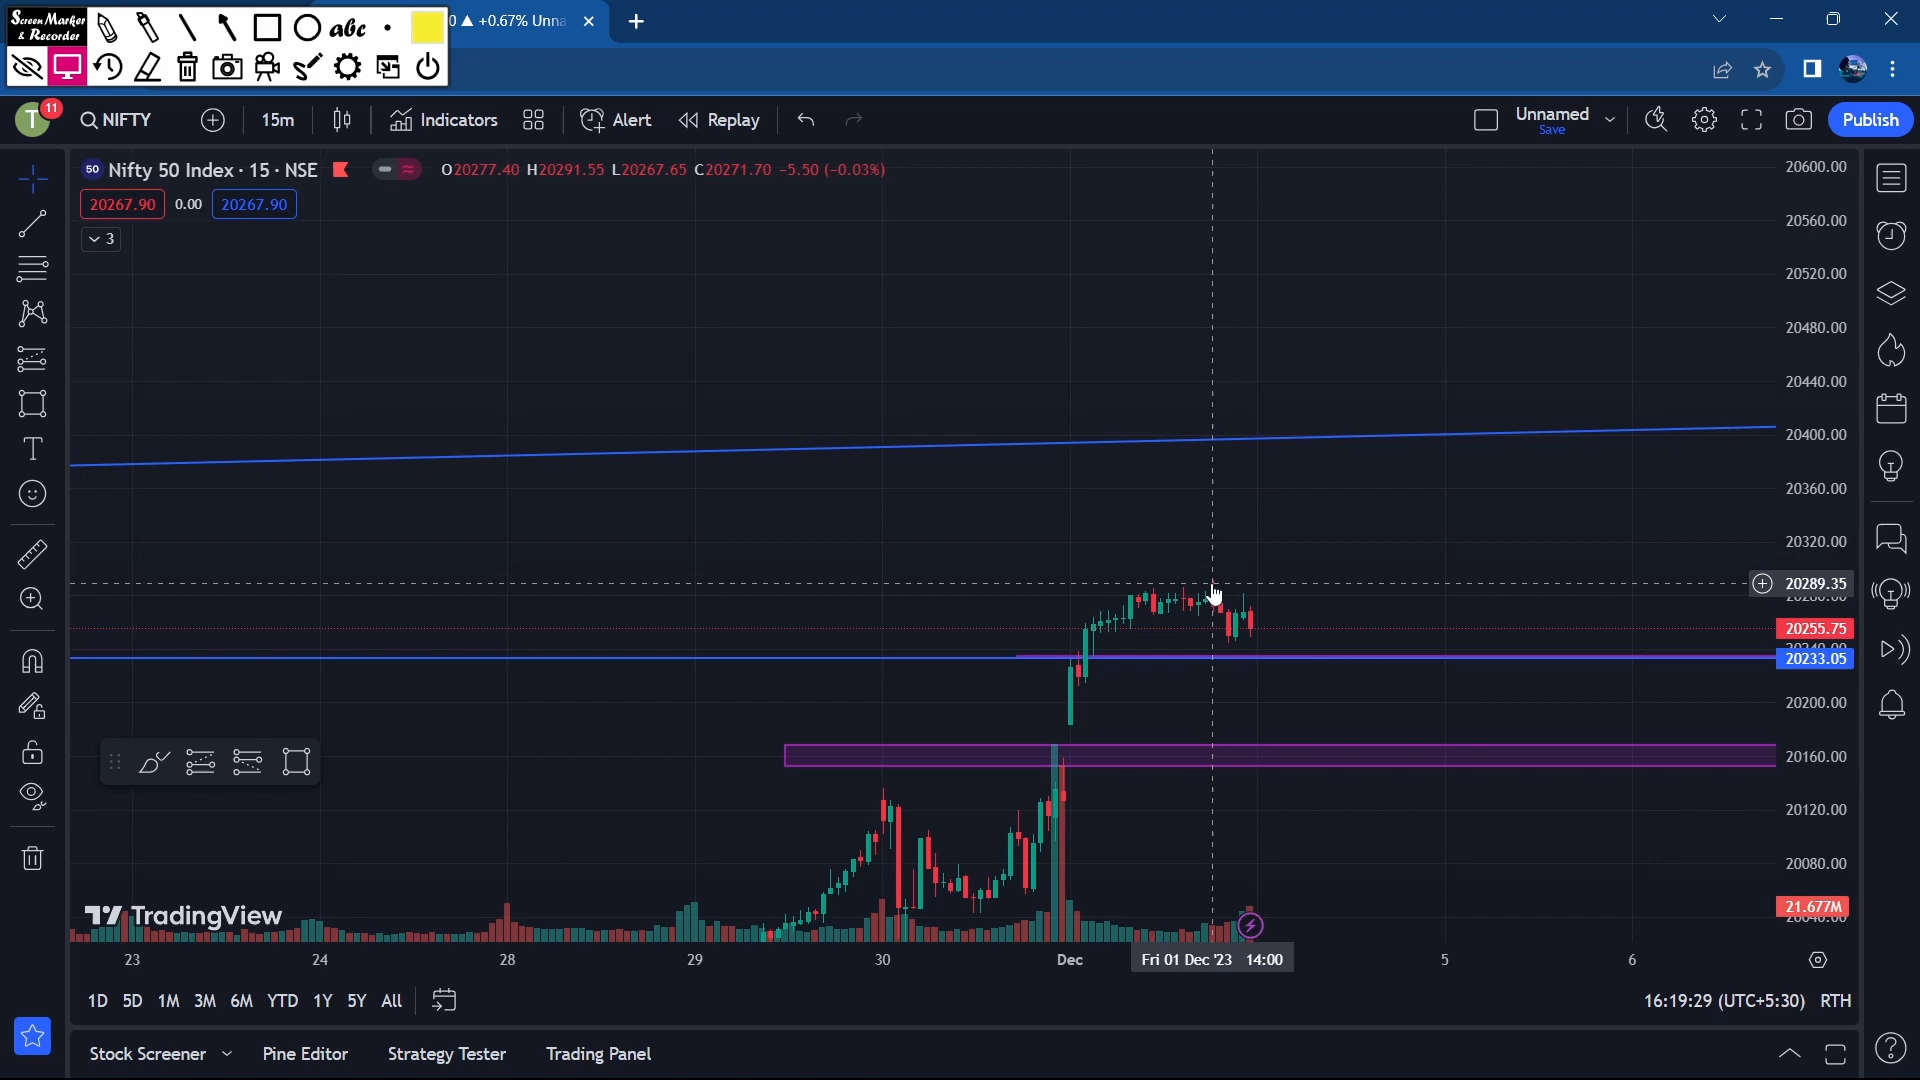 Screen Marker
& Recorder
abc
0 ▲ +0.67% Unna
T
11
NIFTY
15m
Indicators
Alert
Replay
Unnamed
Save
Publish
50
Nifty 50 Index · 15 · NSE
O20277.40 H20291.55 L20267.65 C20271.70 -5.50 (-0.03%)
20267.90
0.00
20267.90
3
20600.00
20560.00
20520.00
20480.00
20440.00
20400.00
20360.00
20320.00
20289.35
20255.75
20233.05
20200.00
20160.00
20120.00
20080.00
21.677M
TradingView
23
24
28
29
30
Dec
Fri 01 Dec '23 14:00
5
6
1D
5D
1M
3M
6M
YTD
1Y
5Y
All
16:19:29 (UTC+5:30)
RTH
Stock Screener
Pine Editor
Strategy Tester
Trading Panel